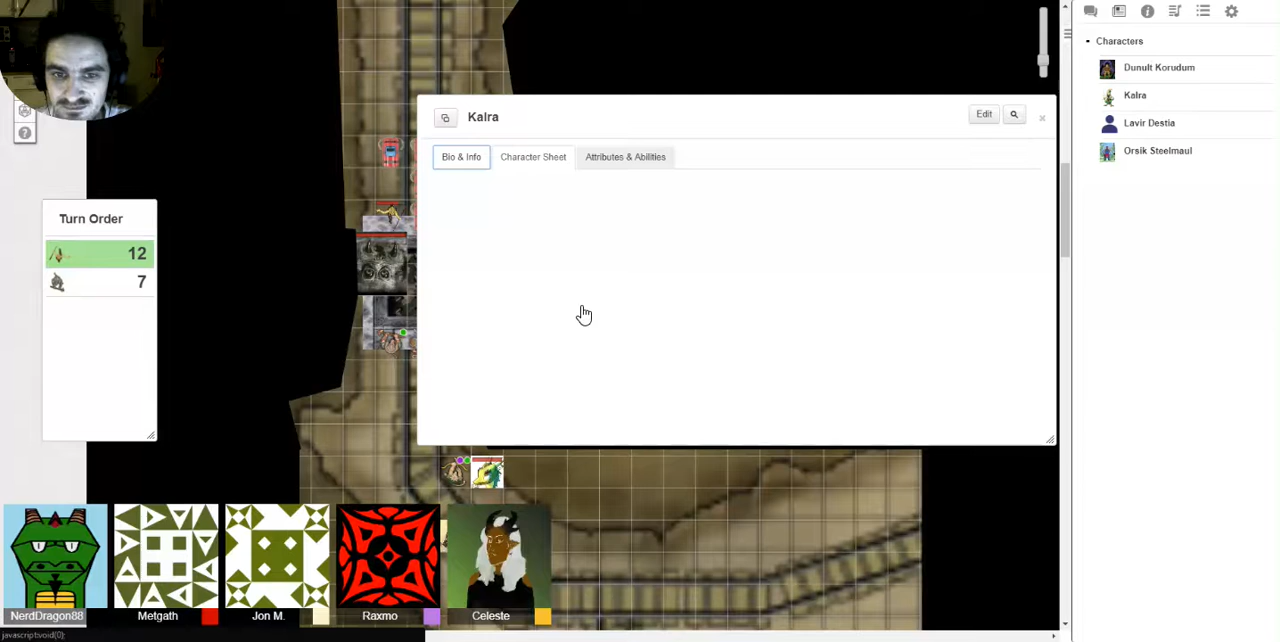 Characters
Dunult Korudum
Kalra
Lavir Destia
Orsik Steelmaul
Kalra
Edit
Bio & Info
Character Sheet
Attributes & Abilities
Turn Order
12
7
NerdDragon88
Metgath
Jon M.
Raxmo
Celeste
javascript:void(0);